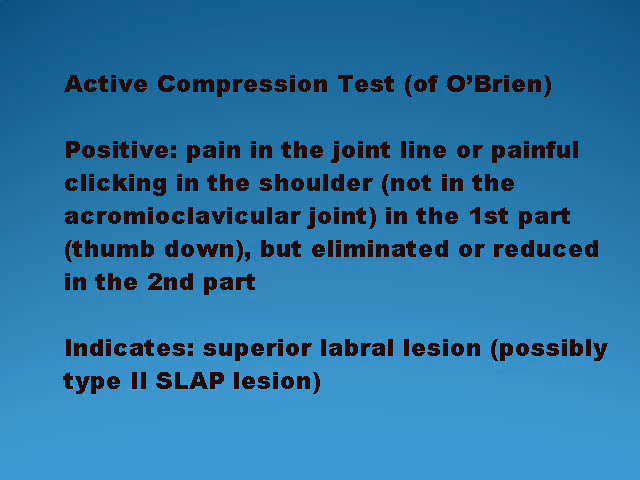 Active Compression Test (of O’Brien)
Positive: pain in the joint line or painful
clicking in the shoulder (not in the
acromioclavicular joint) in the 1st part
(thumb down), but eliminated or reduced
in the 2nd part
Indicates: superior labral lesion (possibly
type II SLAP lesion)